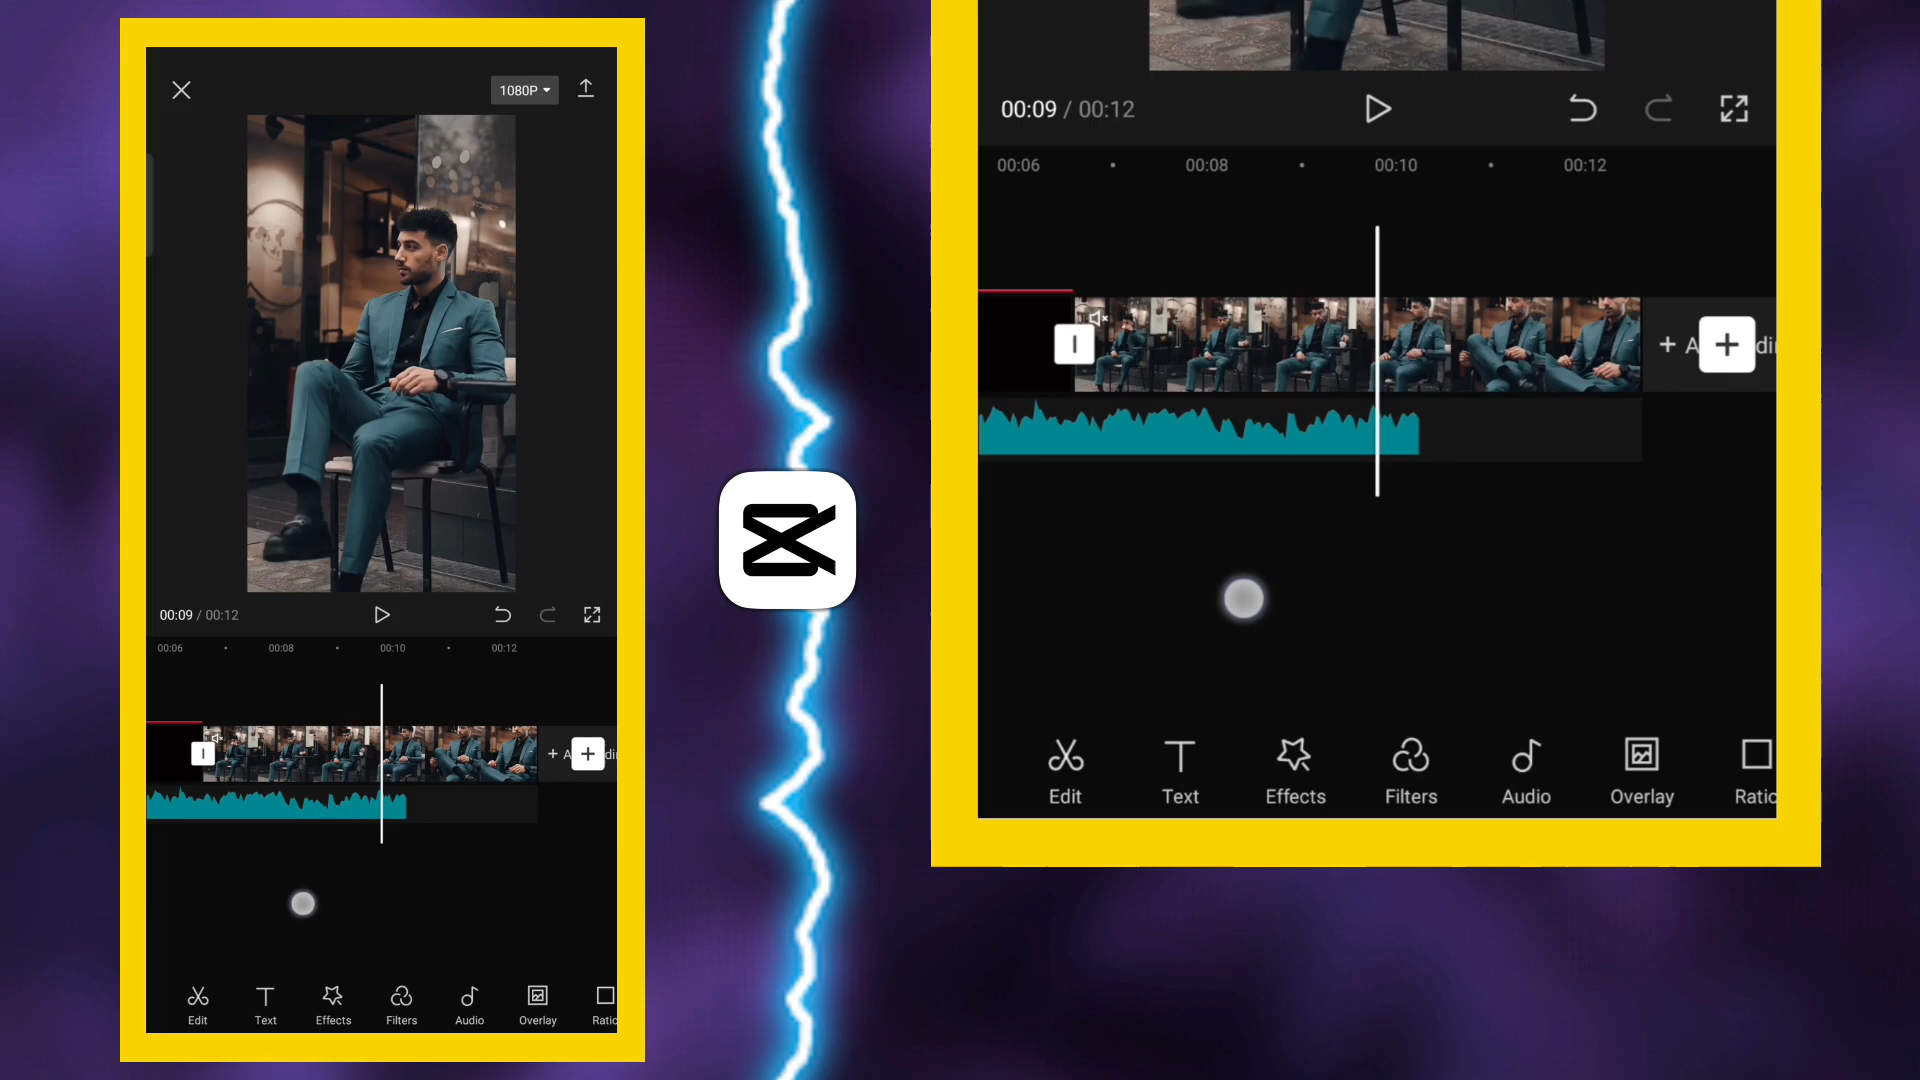 1080P
00:09 / 00:12
00:06
00:08
00:10
00:12
+ A
+
di
Edit
Text
Effects
Filters
Audio
Overlay
Ratio
00:09 / 00:12
00:06
00:08
00:10
00:12
+ A
+
din
Edit
Text
Effects
Filters
Audio
Overlay
Ratio